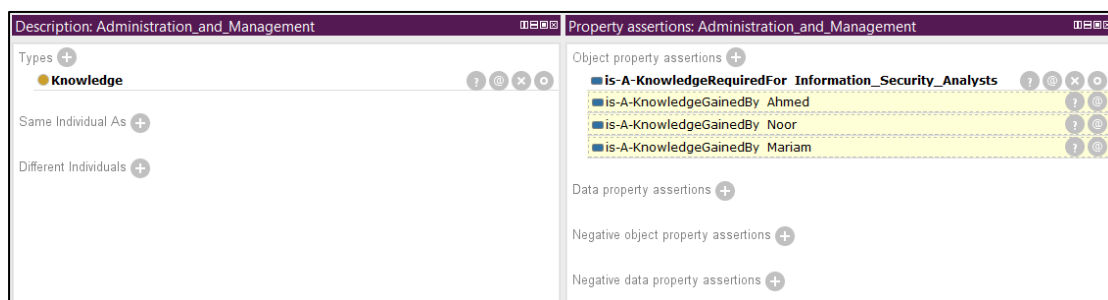 Description: Administration_and_Management
Types
Knowledge
Same Individual As
Different Individuals
Property assertions: Administration_and_Management
Object property assertions
is-A-KnowledgeRequiredFor Information_Security_Analysts
is-A-KnowledgeGainedBy Ahmed
is-A-KnowledgeGainedBy Noor
is-A-KnowledgeGainedBy Mariam
Data property assertions
Negative object property assertions
Negative data property assertions